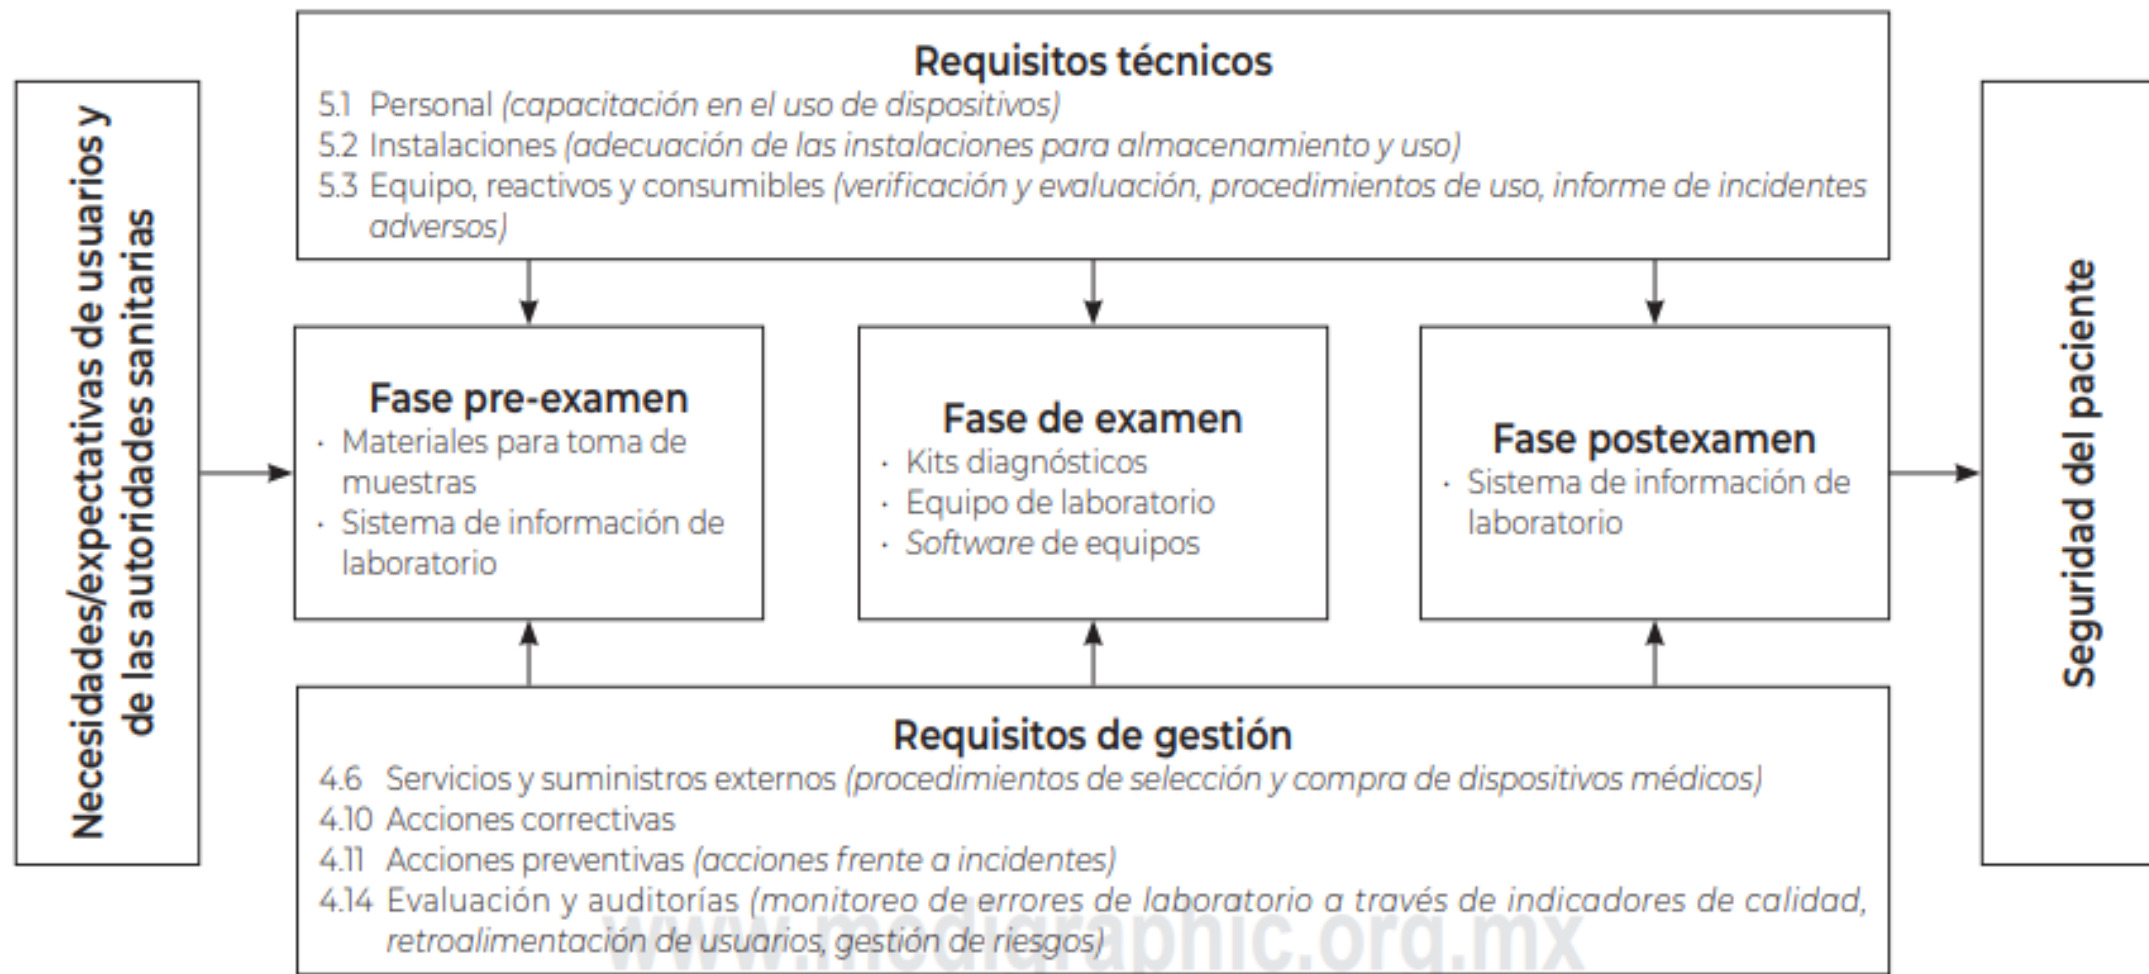 Requisitos técnicos
5.1 Personal (capacitación en el uso de dispositivos)
5.2 Instalaciones (adecuación de las instalaciones para almacenamiento y uso)
5.3 Equipo, reactivos y consumibles (verificación y evaluación, procedimientos de uso, informe de incidentes
adversos)
Necesidades/expectativas de usuarios y
de las autoridades sanitarias
Fase pre-examen
· Materiales para toma de
muestras
· Sistema de información de
laboratorio
Fase de examen
· Kits diagnósticos
· Equipo de laboratorio
· Software de equipos
Fase postexamen
· Sistema de información de
laboratorio
Seguridad del paciente
Requisitos de gestión
4.6 Servicios y suministros externos (procedimientos de selección y compra de dispositivos médicos)
4.10 Acciones correctivas
4.11 Acciones preventivas (acciones frente a incidentes)
4.14 Evaluación y auditorías (monitoreo de errores de laboratorio a través de indicadores de calidad,
retroalimentación de usuarios, gestión de riesgos)
www.medigraphic.org.mx